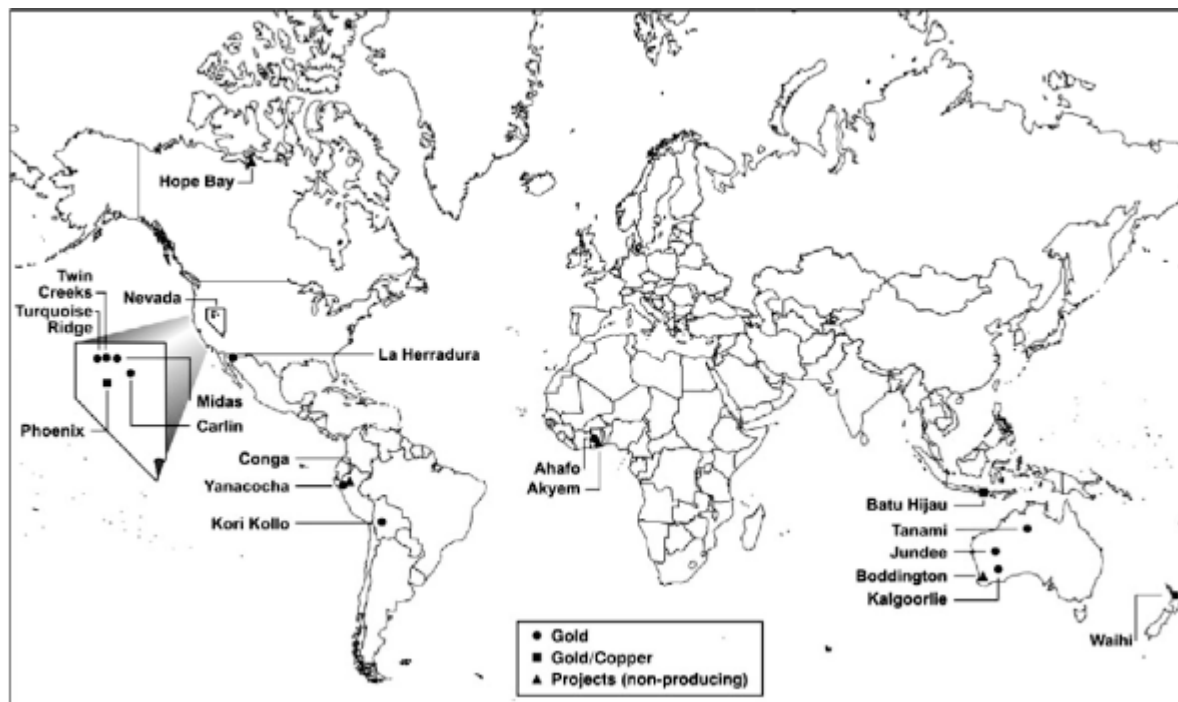 Hope Bay
Twin
Creeks
Turquoise
Ridge
Nevada
La Herradura
Midas
Carlin
Phoenix
Conga
Yanacocha
Kori Kollo
Ahafo
Akyem
Batu Hijau
Tanami
Jundee
Boddington
Kalgoorlie
Waihi
Gold
Gold/Copper
Projects (non-producing)